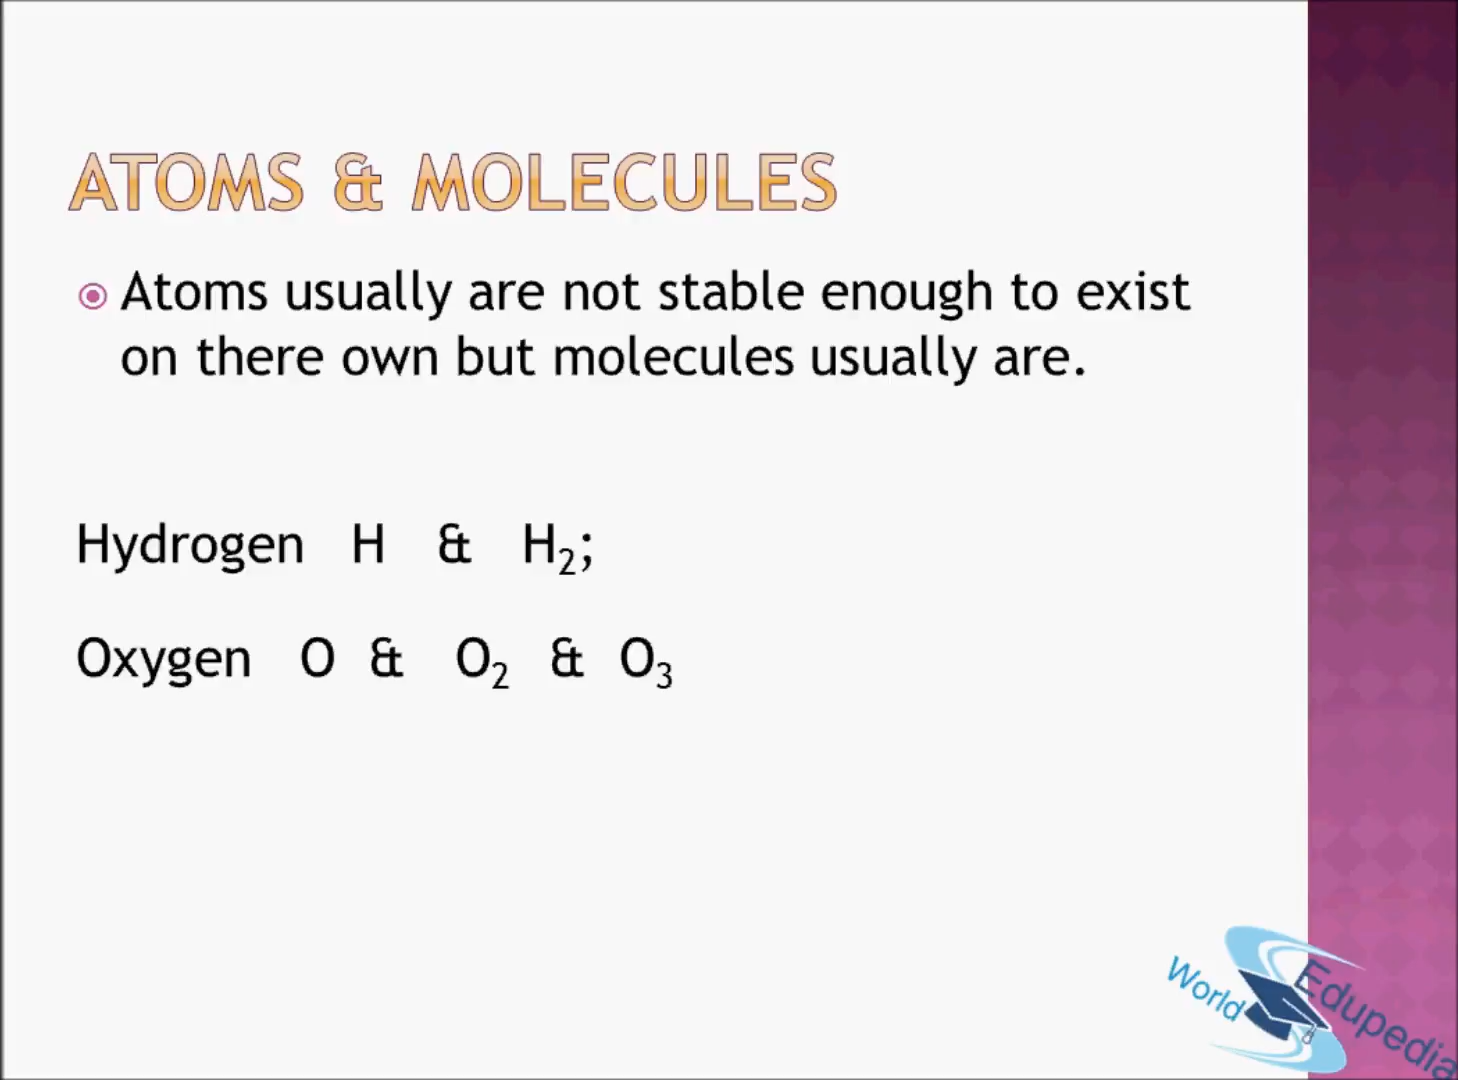 ATOMS & MOLECULES
Atoms usually are not stable enough to exist
on there own but molecules usually are.
Hydrogen H & H₂;
Oxygen O & O₂ & O₃
World Edupedia